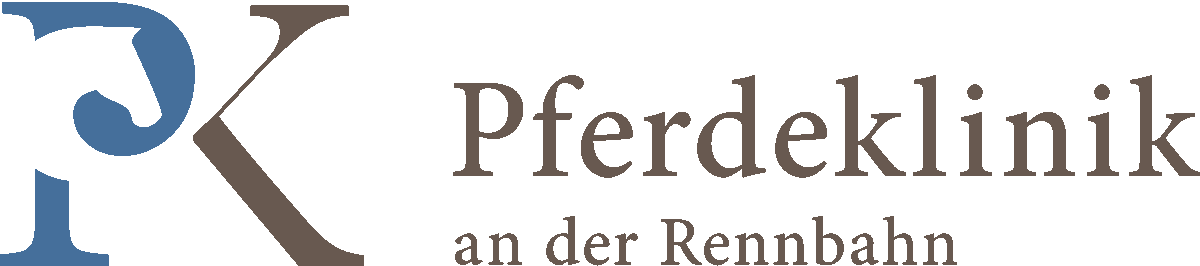 PK
Pferdeklinik
an der Rennbahn